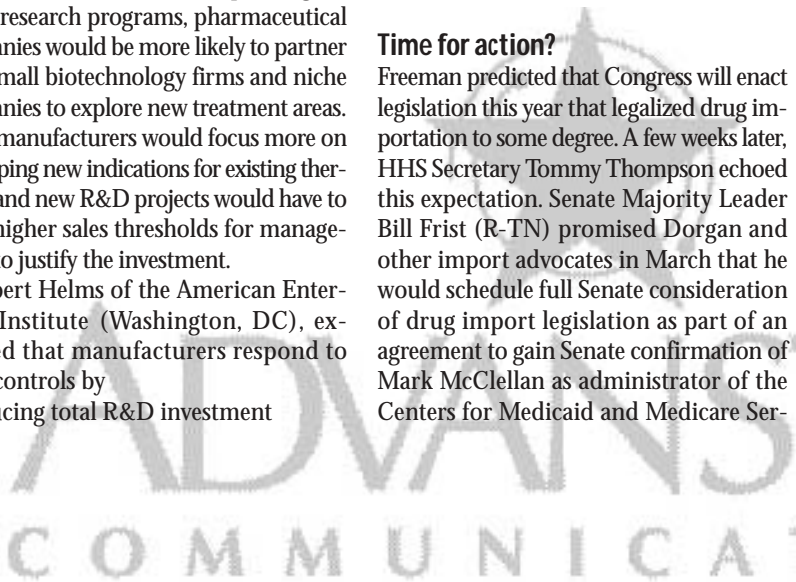 research programs, pharmaceutical
nies would be more likely to partner
mall biotechnology firms and niche
nies to explore new treatment areas.
manufacturers would focus more on
ping new indications for existing ther-
and new R&D projects would have to
igher sales thresholds for manage-
o justify the investment.
pert Helms of the American Enter-
Institute (Washington, DC), ex-
ed that manufacturers respond to
controls by
ucing total R&D investment
Time for action?
Freeman predicted that Congress will enact
legislation this year that legalized drug im-
portation to some degree. A few weeks later,
HHS Secretary Tommy Thompson echoed
this expectation. Senate Majority Leader
Bill Frist (R-TN) promised Dorgan and
other import advocates in March that he
would schedule full Senate consideration
of drug import legislation as part of an
agreement to gain Senate confirmation of
Mark McClellan as administrator of the
Centers for Medicaid and Medicare Ser-
ADVANS
COMMUNICA